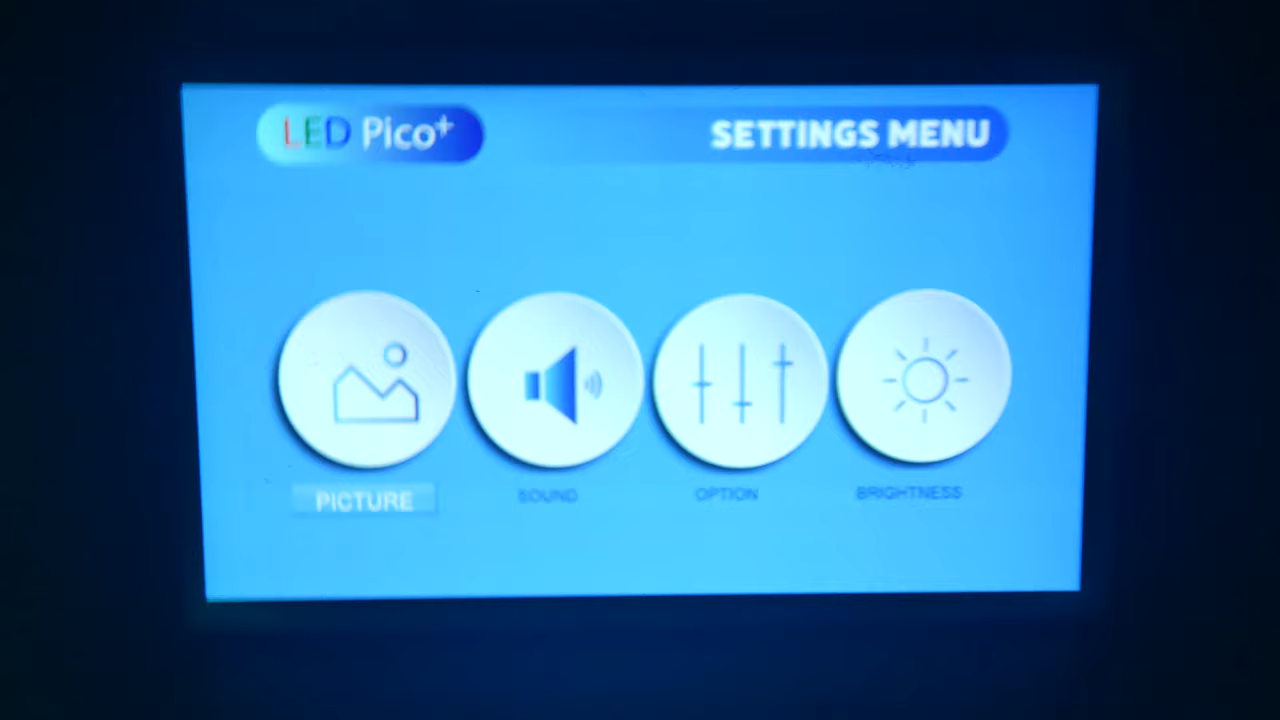 LED Pico+
SETTINGS MENU
PICTURE
SOUND
OPTION
BRIGHTNESS